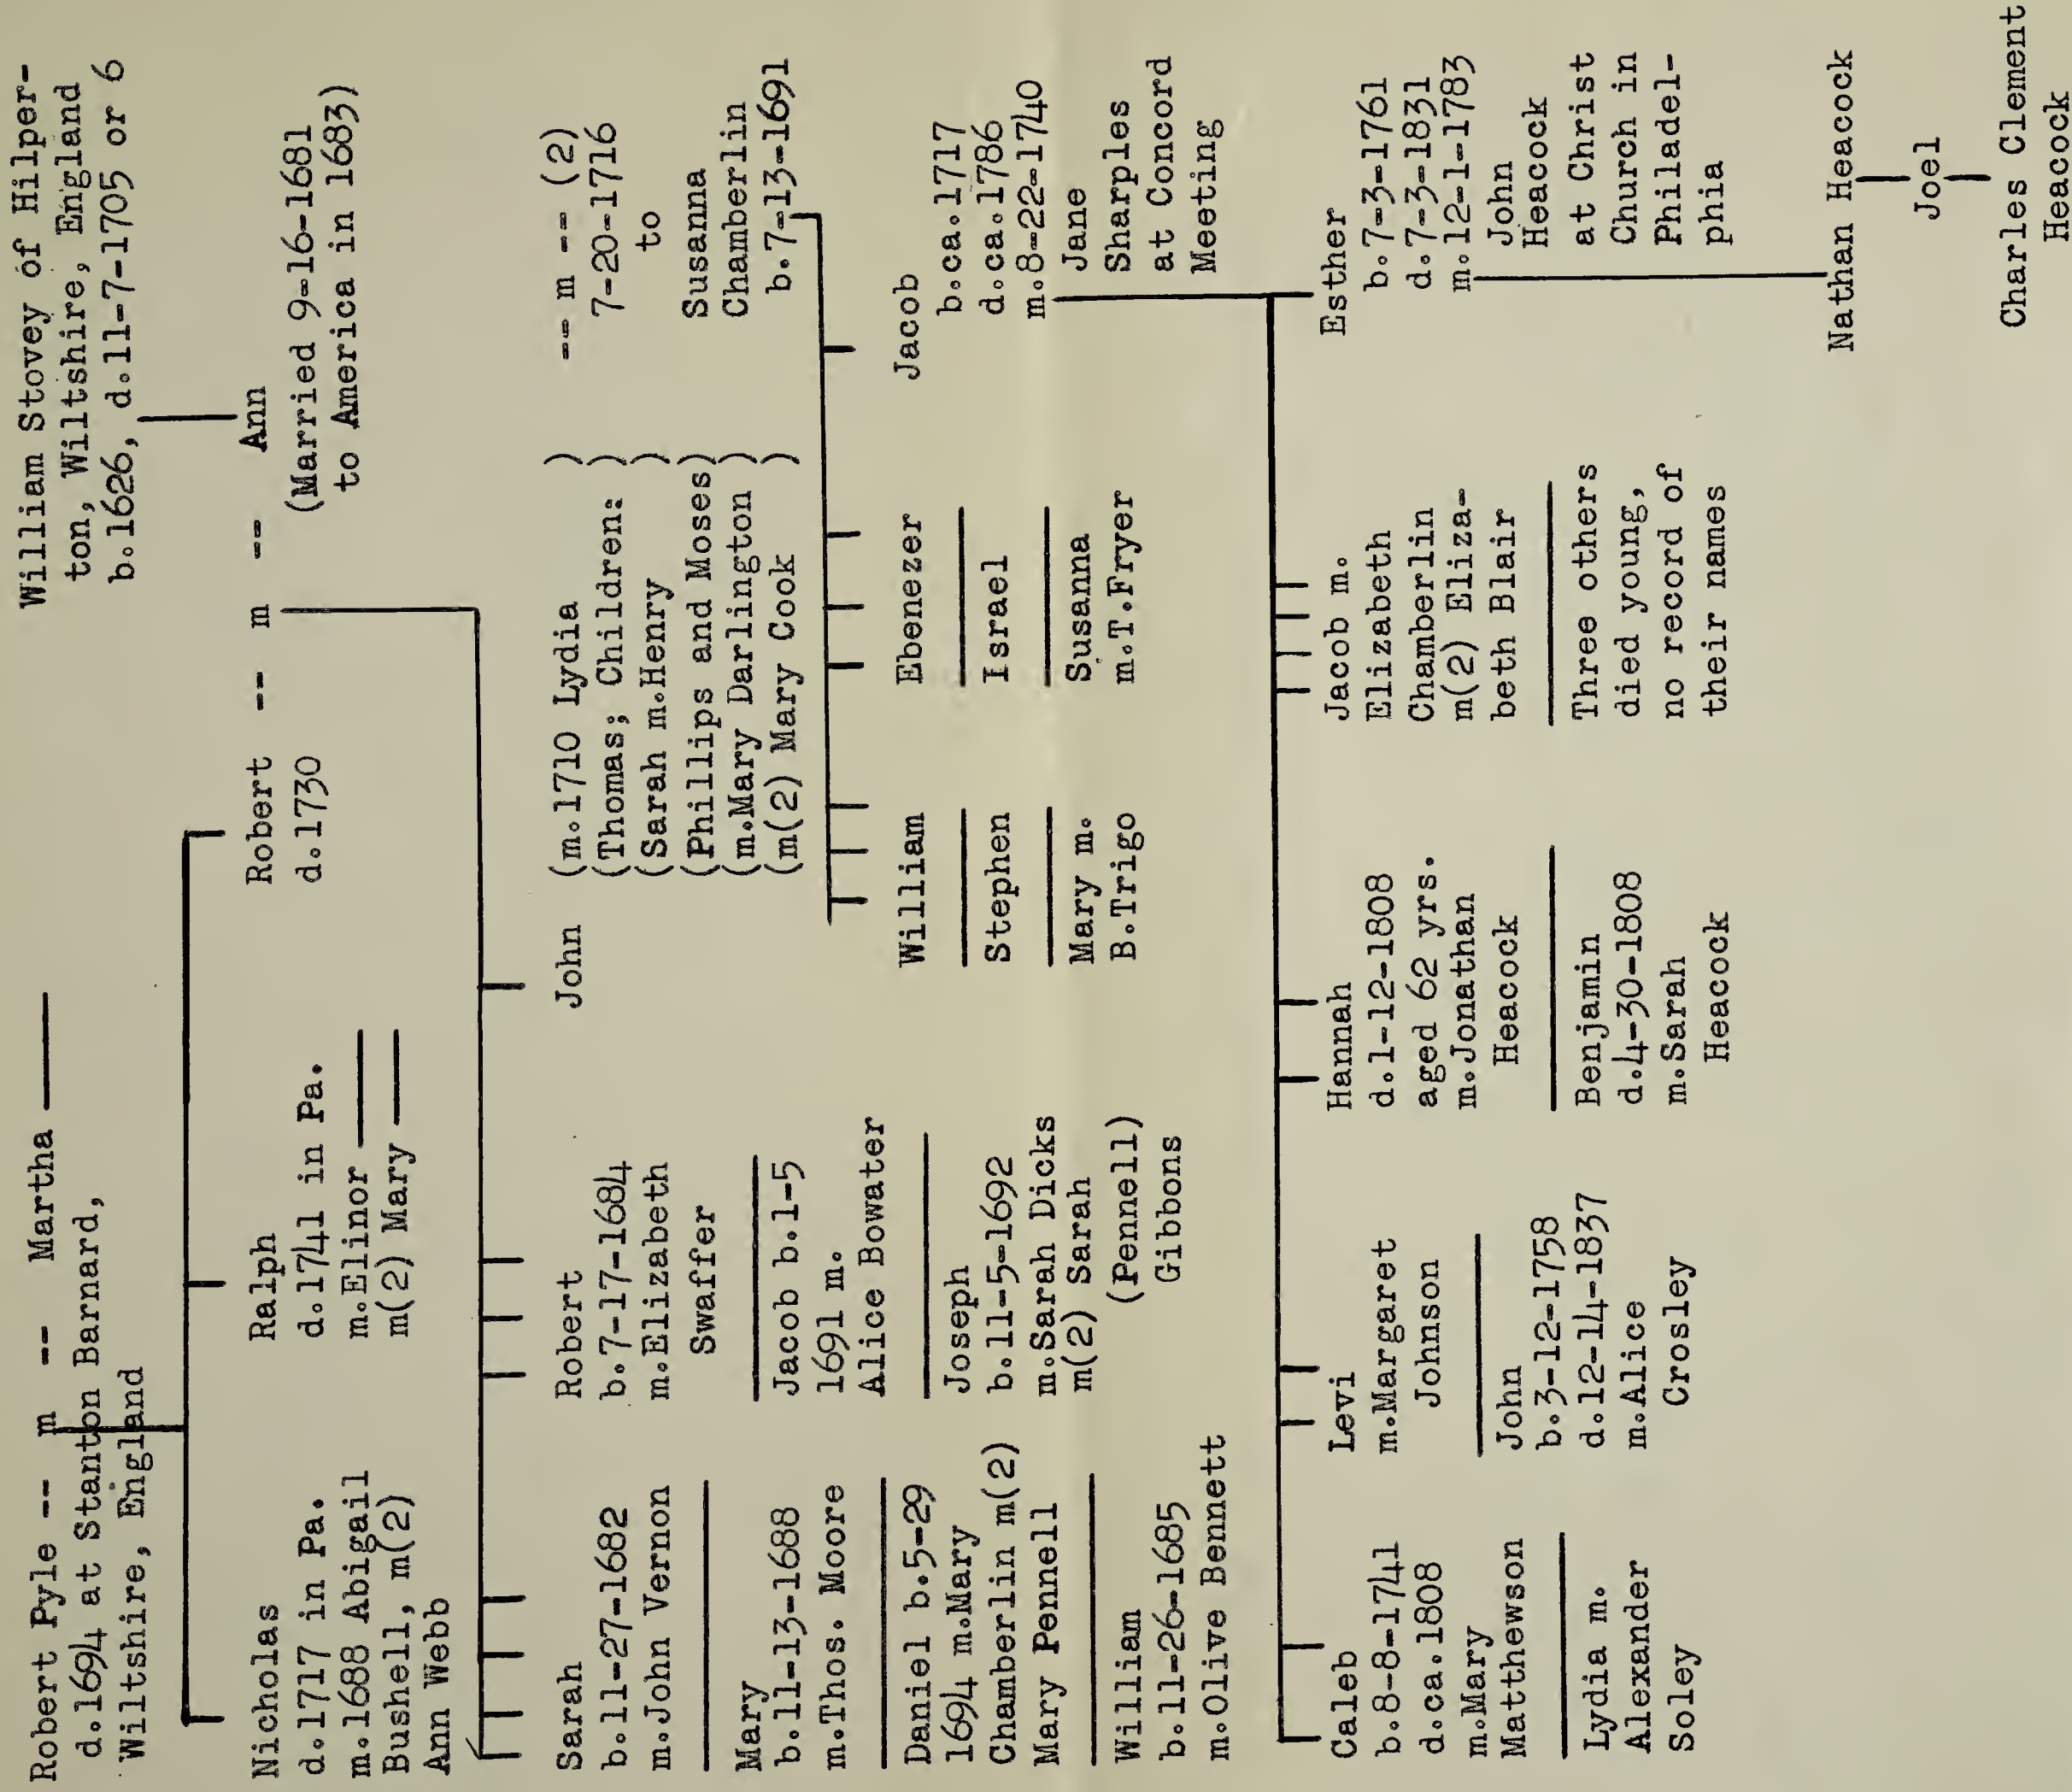 Robert Pyle -- m -- Martha
d.1694 at Stanton Barnard,
Wiltshire, England
William Stovey of Hilper-
ton, Wiltshire, England
b.1626, d.11-7-1705 or 6
Nicholas
d.1717 in Pa.
m.1688 Abigail
Bushell, m(2)
Ann Webb
Ralph
d.1741 in Pa.
m.Elinor
m(2) Mary
Robert -- m -- Ann
d.1730
(Married 9-16-1681
to America in 1683)
Sarah
b.11-27-1682
m.John Vernon
Mary
b.11-13-1688
m.Thos. Moore
Daniel b.5-29
1694 m.Mary
Chamberlin m(2)
Mary Pennell
William
b.11-26-1685
m.Olive Bennett
Robert
b.7-17-1684
m.Elizabeth
Swaffer
Jacob b.1-5
1691 m.
Alice Bowater
Joseph
b.11-5-1692
m.Sarah Dicks
m(2) Sarah
(Pennell)
Gibbons
John
(m.1710 Lydia )
(Thomas; Children: )
(Sarah m.Henry )
(Phillips and Moses)
(m.Mary Darlington )
(m(2) Mary Cook )
-- m -- (2)
7-20-1716
to
Susanna
Chamberlin
b.7-13-1691
William
Stephen
Mary m.
B.Trigo
Ebenezer
Israel
Susanna
m.T.Fryer
Jacob
b.ca.1717
d.ca.1786
m.8-22-1740
Jane
Sharples
at Concord
Meeting
Caleb
b.8-8-1741
d.ca.1808
m.Mary
Matthewson
Lydia m.
Alexander
Soley
Levi
m.Margaret
Johnson
John
b.3-12-1758
d.12-14-1837
m.Alice
Crosley
Hannah
d.1-12-1808
aged 62 yrs.
m.Jonathan
Heacock
Benjamin
d.4-30-1808
m.Sarah
Heacock
Jacob m.
Elizabeth
Chamberlin
m(2) Eliza-
beth Blair
Three others
died young,
no record of
their names
Esther
b.7-3-1761
d.7-3-1831
m.12-11-1783
John
Heacock
at Christ
Church in
Philadel-
phia
Nathan Heacock
Joel
Charles Clement
Heacock